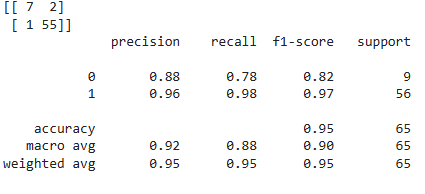 [[ 7  2]
 [ 1 55]]
              precision    recall  f1-score   support

           0       0.88      0.78      0.82         9
           1       0.96      0.98      0.97        56

    accuracy                           0.95        65
   macro avg       0.92      0.88      0.90        65
weighted avg       0.95      0.95      0.95        65